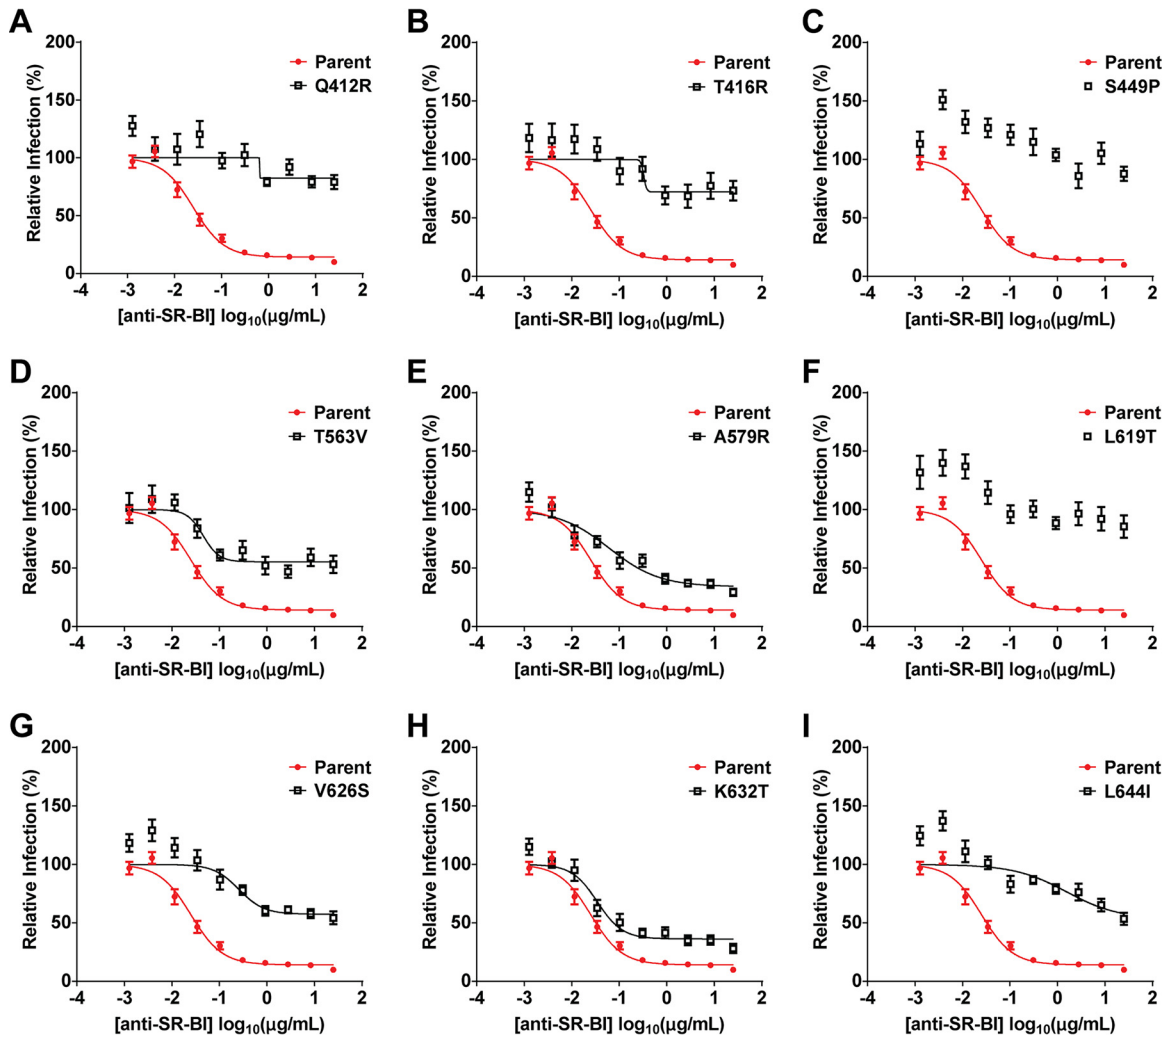 A
Relative Infection (%)
200
150
100
50
0
-4 -3 -2 -1 0 1 2
[anti-SR-BI] log10(µg/mL)
Parent
Q412R
B
Relative Infection (%)
200
150
100
50
0
-4 -3 -2 -1 0 1 2
[anti-SR-BI] log10(µg/mL)
Parent
T416R
C
Relative Infection (%)
200
150
100
50
0
-4 -3 -2 -1 0 1 2
[anti-SR-BI] log10(µg/mL)
Parent
S449P
D
Relative Infection (%)
200
150
100
50
0
-4 -3 -2 -1 0 1 2
[anti-SR-BI] log10(µg/mL)
Parent
T563V
E
Relative Infection (%)
200
150
100
50
0
-4 -3 -2 -1 0 1 2
[anti-SR-BI] log10(µg/mL)
Parent
A579R
F
Relative Infection (%)
200
150
100
50
0
-4 -3 -2 -1 0 1 2
[anti-SR-BI] log10(µg/mL)
Parent
L619T
G
Relative Infection (%)
200
150
100
50
0
-4 -3 -2 -1 0 1 2
[anti-SR-BI] log10(µg/mL)
Parent
V626S
H
Relative Infection (%)
200
150
100
50
0
-4 -3 -2 -1 0 1 2
[anti-SR-BI] log10(µg/mL)
Parent
K632T
I
Relative Infection (%)
200
150
100
50
0
-4 -3 -2 -1 0 1 2
[anti-SR-BI] log10(µg/mL)
Parent
L644I